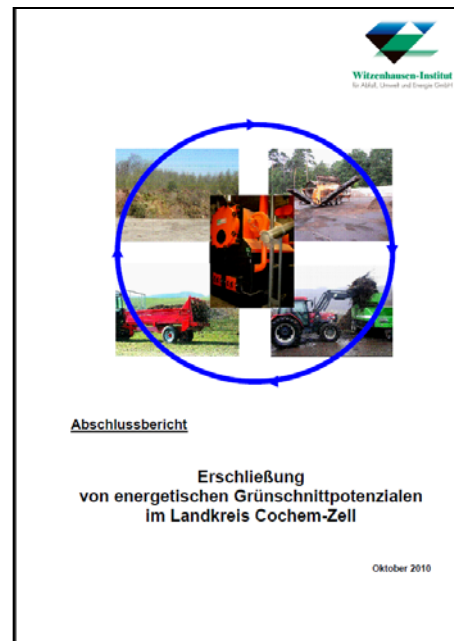 Witzenhausen-Institut
für Abfall, Umwelt und Energie GmbH
Abschlussbericht
Erschließung
von energetischen Grünschnittpotenzialen
im Landkreis Cochem-Zell
Oktober 2010